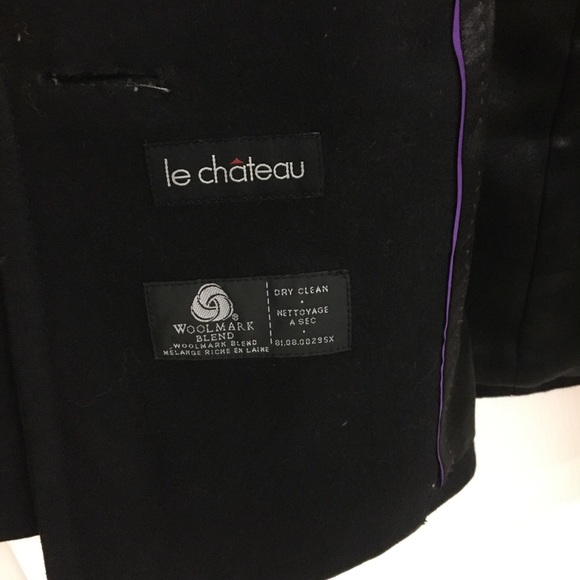 le château
WOOLMARK
BLEND
WOOLMARK BLEND
MÉLANGE RICHE EN LAINE
DRY CLEAN
NETTOYAGE
A SEC
81.08.00295X